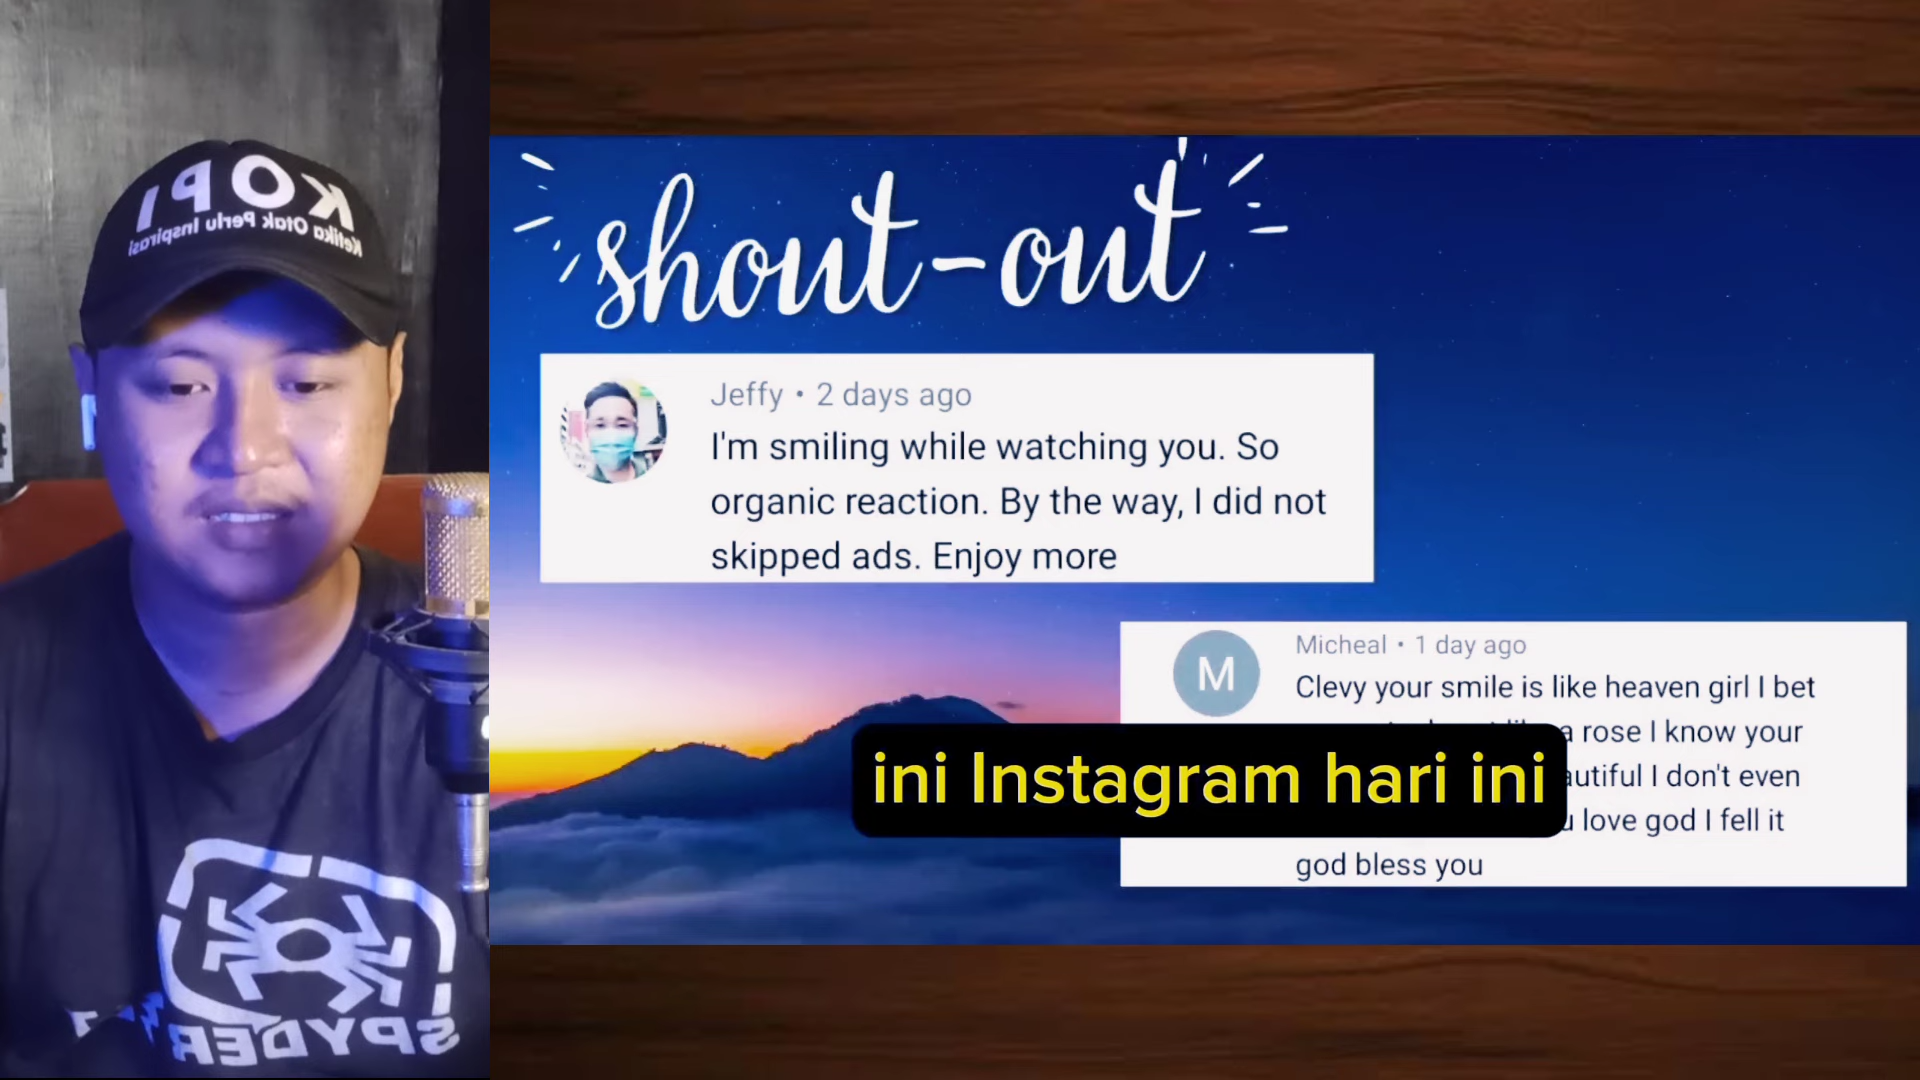 KOPI
Ketika Otak Perlu Inspirasi
SPYDER
shout-out
Jeffy • 2 days ago
I'm smiling while watching you. So
organic reaction. By the way, I did not
skipped ads. Enjoy more
M
Micheal • 1 day ago
Clevy your smile is like heaven girl I bet
a rose I know your
I don't even
love god I fell it
god bless you
ini Instagram hari ini